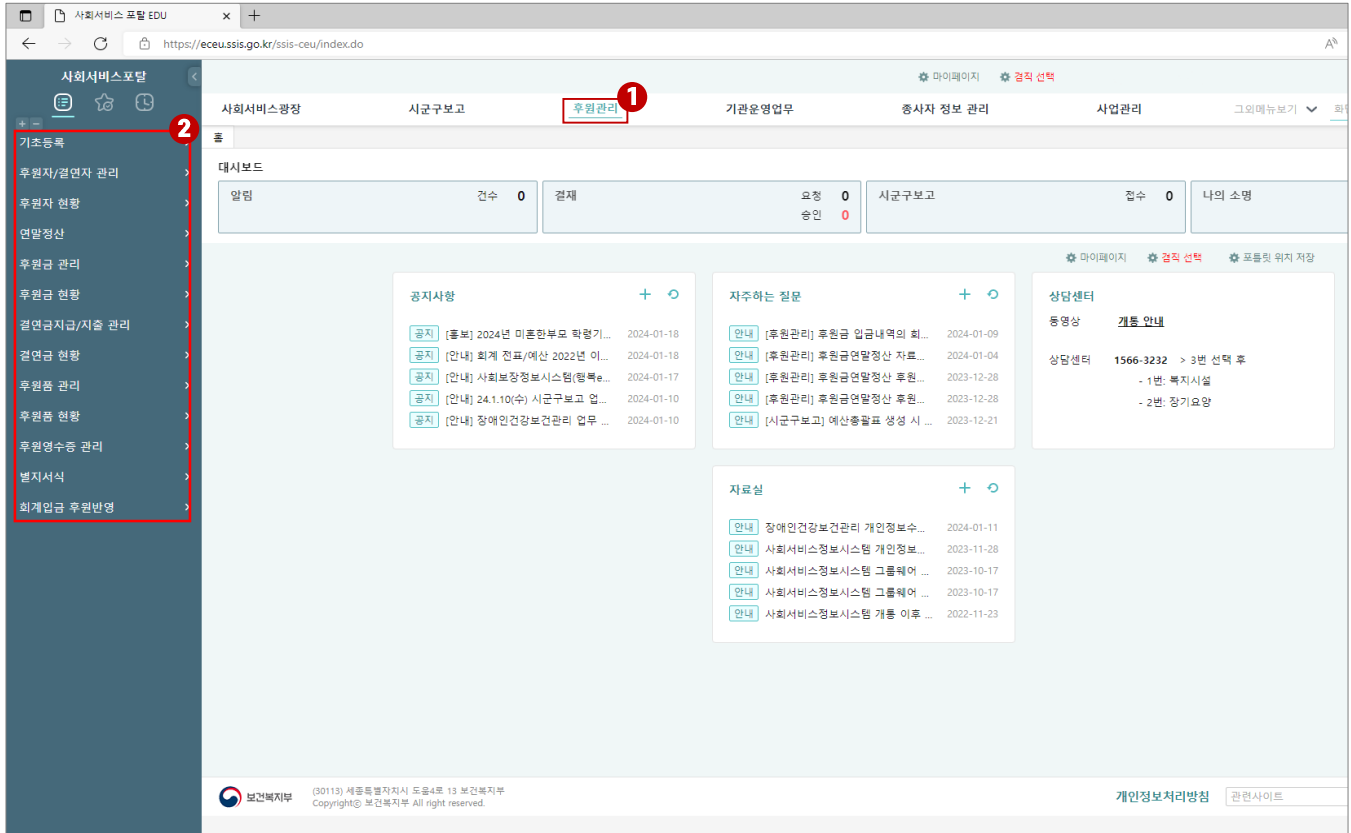 사회서비스 포털 EDU
https://eceu.ssis.go.kr/ssis-ceu/index.do
사회서비스포탈
마이페이지 겸직 선택
사회서비스광장 시군구보고 후원관리 1 기관운영업무 종사자 정보 관리 사업관리 그외메뉴보기
2
홈
기초등록
후원자/결연자 관리
후원자 현황
연말정산
후원금 관리
후원금 현황
결연금지급/지출 관리
결연금 현황
후원품 관리
후원품 현황
후원영수증 관리
별지서식
회계입금 후원반영
대시보드
알림 건수 0
결재 요청 0
승인 0
시군구보고 접수 0
나의 소명
마이페이지 겸직 선택 포틀릿 위치 저장
공지사항
공지 [홍보] 2024년 미혼한부모 학령기... 2024-01-18
공지 [안내] 회계 전표/예산 2022년 이... 2024-01-18
공지 [안내] 사회보장정보시스템(행복e... 2024-01-17
공지 [안내] 24.1.10(수) 시군구보고 업... 2024-01-10
공지 [안내] 장애인건강보건관리 업무 ... 2024-01-10
자주하는 질문
안내 [후원관리] 후원금 입금내역의 회... 2024-01-09
안내 [후원관리] 후원금연말정산 자료... 2024-01-04
안내 [후원관리] 후원금연말정산 후원... 2023-12-28
안내 [후원관리] 후원금연말정산 후원... 2023-12-28
안내 [시군구보고] 예산총괄표 생성 시 ... 2023-12-21
상담센터
동영상 개통 안내
상담센터 1566-3232 > 3번 선택 후
- 1번: 복지시설
- 2번: 장기요양
자료실
안내 장애인건강보건관리 개인정보수... 2024-01-11
안내 사회서비스정보시스템 개인정보... 2023-11-28
안내 사회서비스정보시스템 그룹웨어 ... 2023-10-17
안내 사회서비스정보시스템 그룹웨어 ... 2023-10-17
안내 사회서비스정보시스템 개통 이후 ... 2022-11-23
보건복지부
(30113) 세종특별자치시 도움4로 13 보건복지부
Copyrightⓒ 보건복지부 All right reserved.
개인정보처리방침 관련사이트